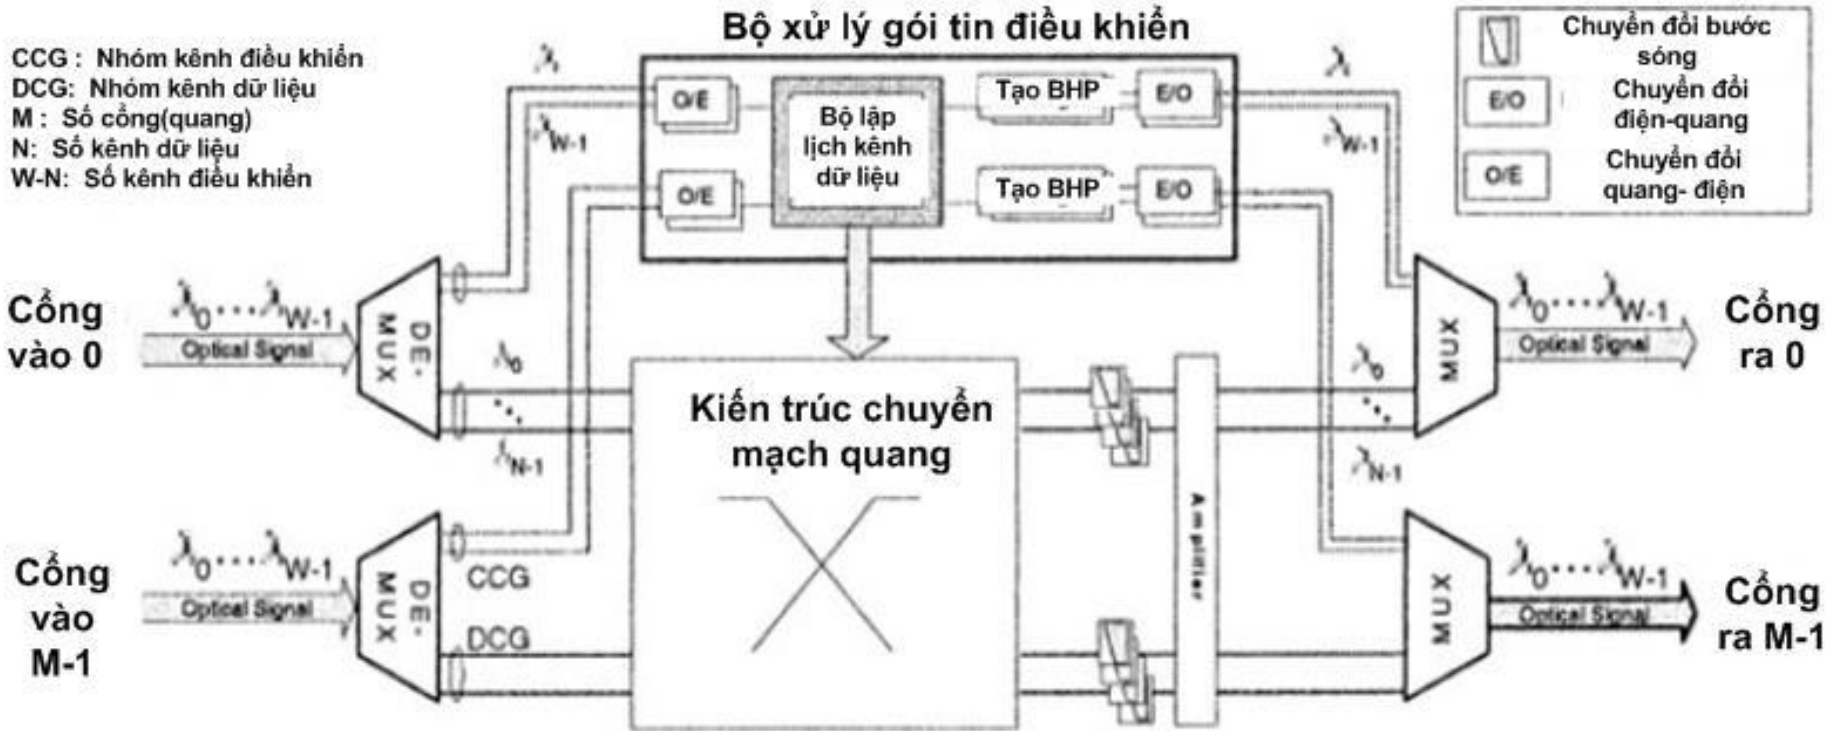 Bộ xử lý gói tin điều khiển
CCG : Nhóm kênh điều khiển
DCG: Nhóm kênh dữ liệu
M : Số cổng(quang)
N: Số kênh dữ liệu
W-N: Số kênh điều khiển
Chuyển đổi bước
sóng
E/O
Chuyển đổi
điện-quang
O/E
Chuyển đổi
quang- điện
λ
λW-1
O/E
O/E
Bộ lập
lịch kênh
dữ liệu
Tạo BHP
E/O
Tạo BHP
E/O
λ
λW-1
Cổng
vào 0
λ0....λW-1
Optical Signal
DE-
MUX
λ0
λN-1
Kiến trúc chuyển
mạch quang
Amplifier
λ0
λN-1
MUX
λ0....λW-1
Optical Signal
Cổng
ra 0
Cổng
vào
M-1
λ0....λW-1
Optical Signal
DE-
MUX
CCG
DCG
MUX
λ0....λW-1
Optical Signal
Cổng
ra M-1